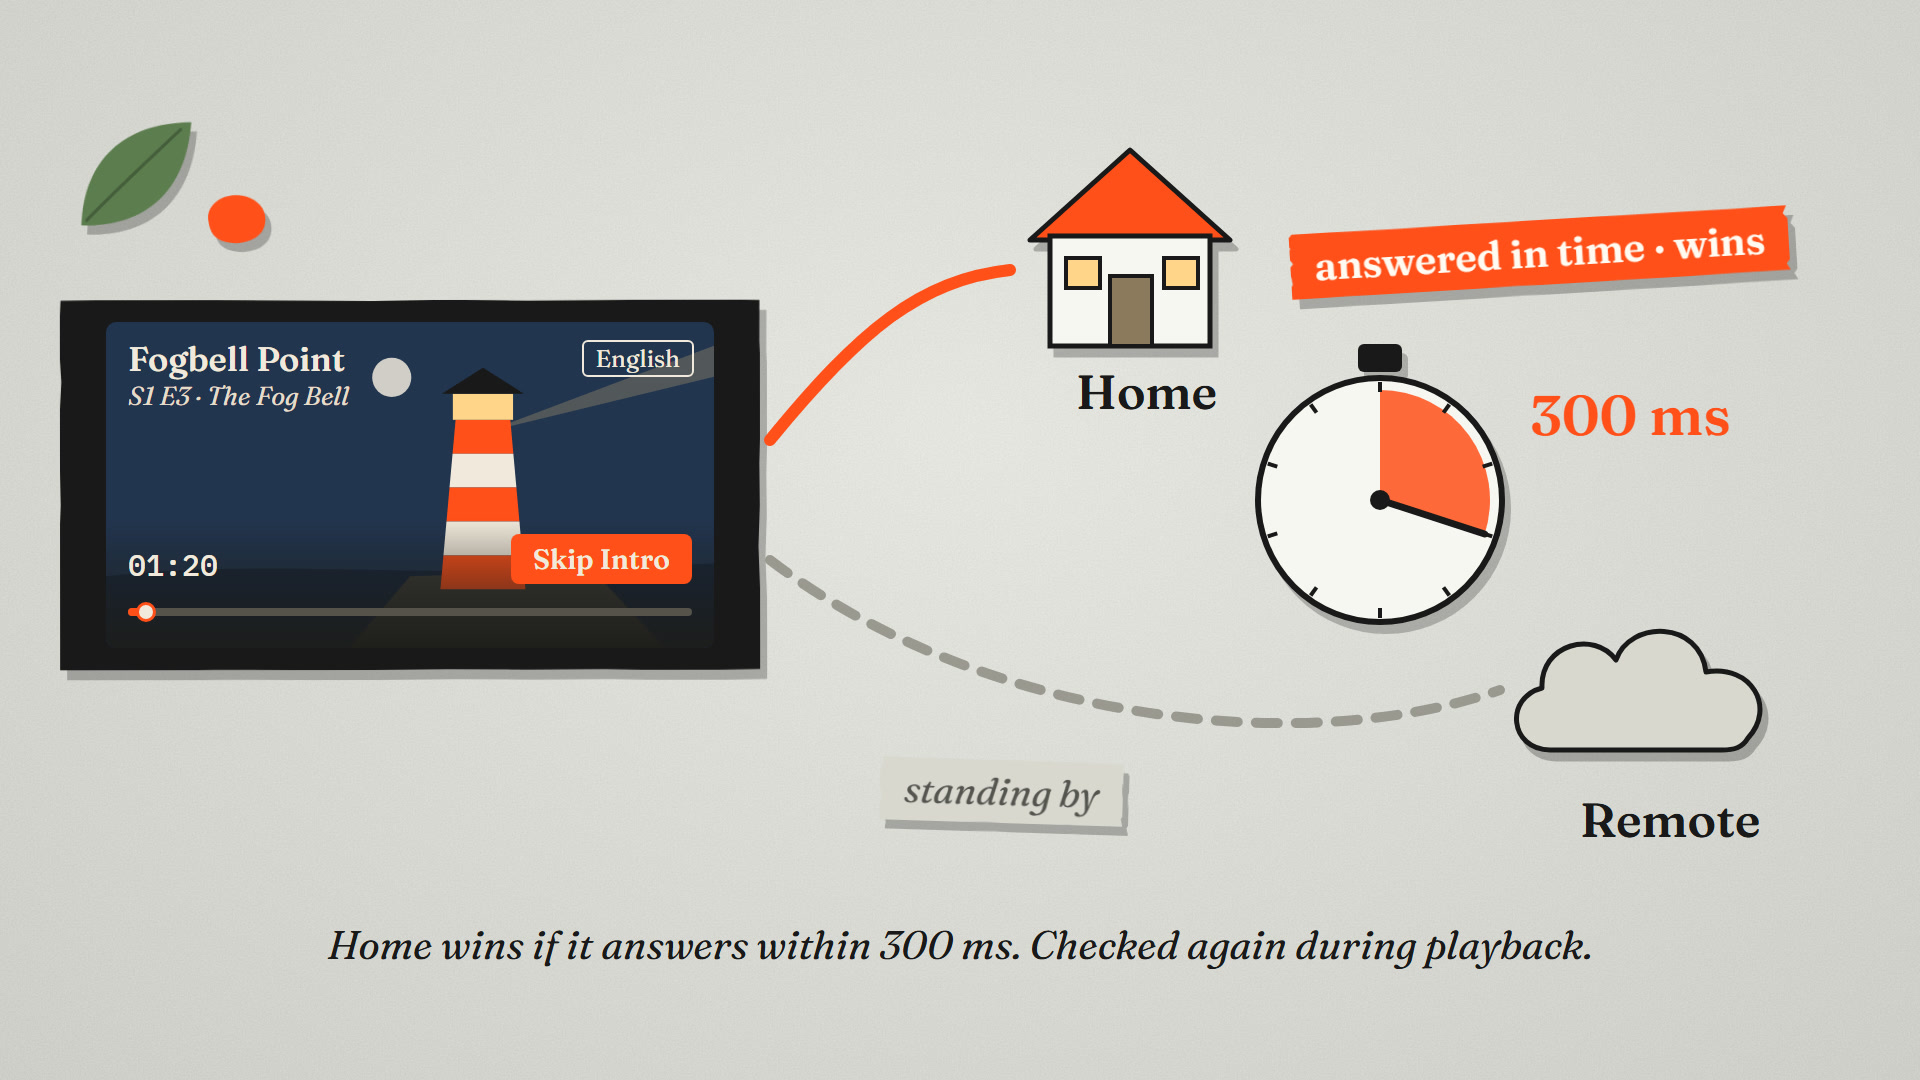 Fogbell Point
S1 E3 · The Fog Bell
English
01:20
Skip Intro
Home
answered in time · wins
300 ms
standing by
Remote
Home wins if it answers within 300 ms. Checked again during playback.